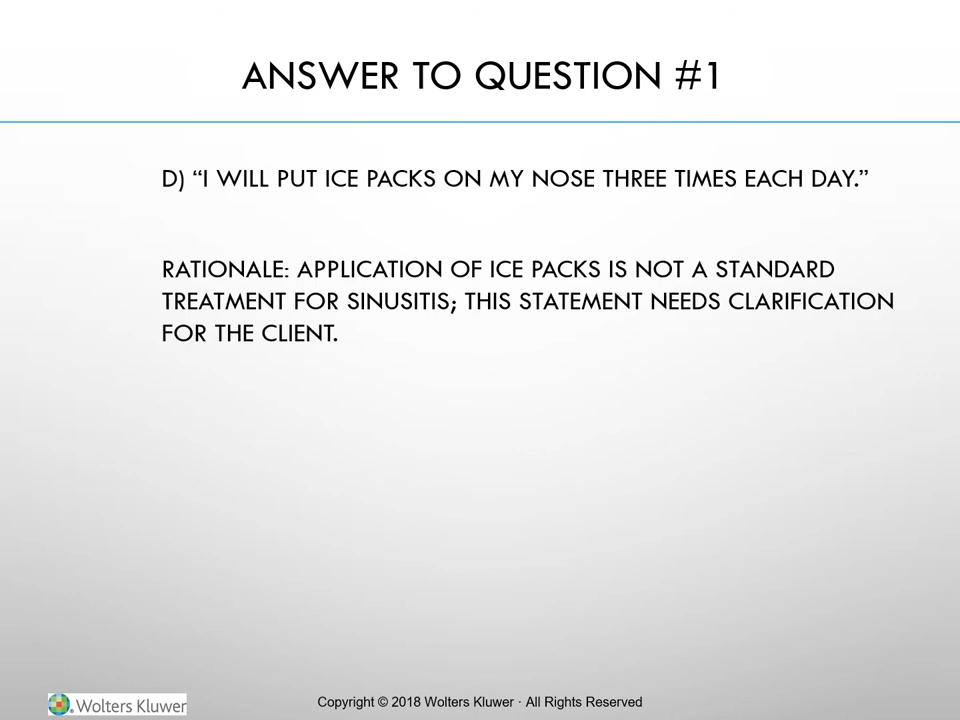 ANSWER TO QUESTION #1
D) “I WILL PUT ICE PACKS ON MY NOSE THREE TIMES EACH DAY.”
RATIONALE: APPLICATION OF ICE PACKS IS NOT A STANDARD
TREATMENT FOR SINUSITIS; THIS STATEMENT NEEDS CLARIFICATION
FOR THE CLIENT.
Wolters Kluwer
Copyright © 2018 Wolters Kluwer · All Rights Reserved